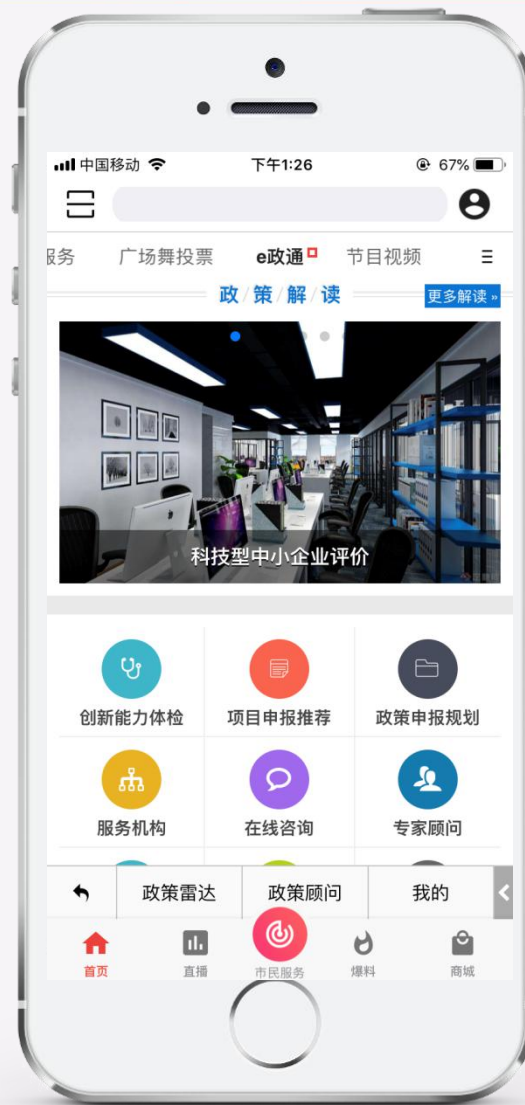 中国移动 下午1:26 67%
服务 广场舞投票 e政通 节目视频
政/策/解/读 更多解读 »
科技型中小企业评价
创新能力体检 项目申报推荐 政策申报规划
服务机构 在线咨询 专家顾问
政策雷达 政策顾问 我的
首页 直播 市民服务 爆料 商城